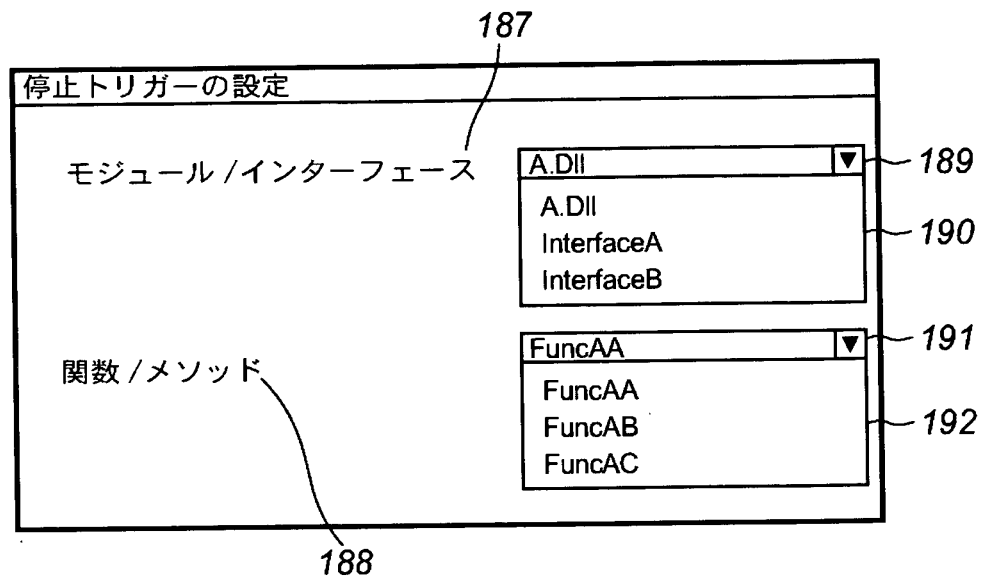 187
停止トリガーの設定
モジュール /インターフェース
A.Dll ▼
189
A.Dll
InterfaceA
InterfaceB
190
関数 /メソッド
FuncAA ▼
191
FuncAA
FuncAB
FuncAC
192
188